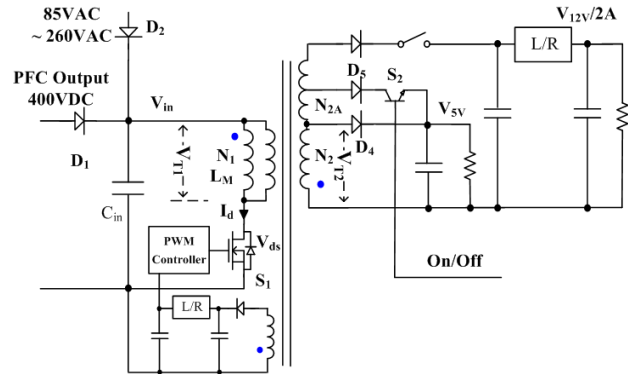 85VAC
~ 260VAC
D2
PFC Output
400VDC
Vin
D1
Cin
VT1
N1
LM
Id
Vds
S1
PWM
Controller
L/R
D5
S2
N2A
V5V
D4
N2
VT2
On/Off
V12V/2A
L/R